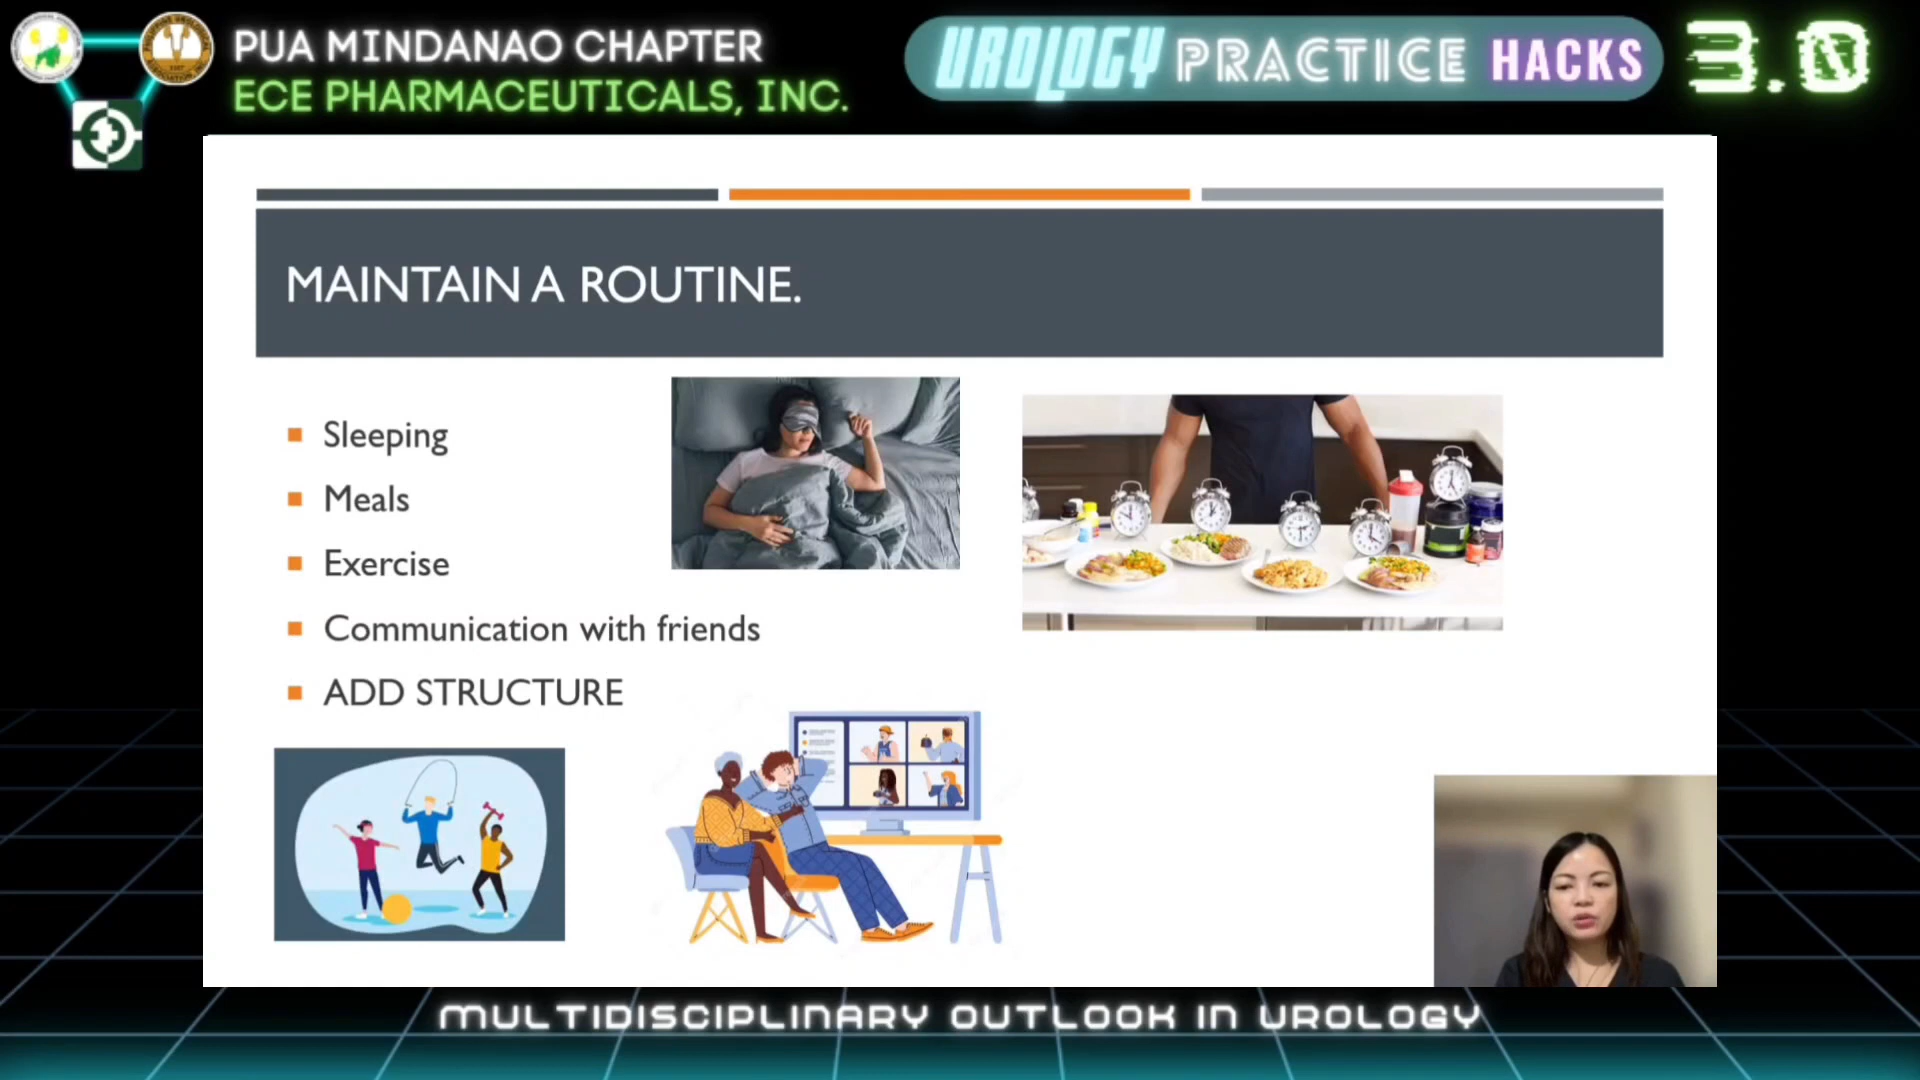 PUA MINDANAO CHAPTER
ECE PHARMACEUTICALS, INC.
UROLOGY PRACTICE HACKS 3.0
MAINTAIN A ROUTINE.
Sleeping
Meals
Exercise
Communication with friends
ADD STRUCTURE
MULTIDISCIPLINARY OUTLOOK IN UROLOGY